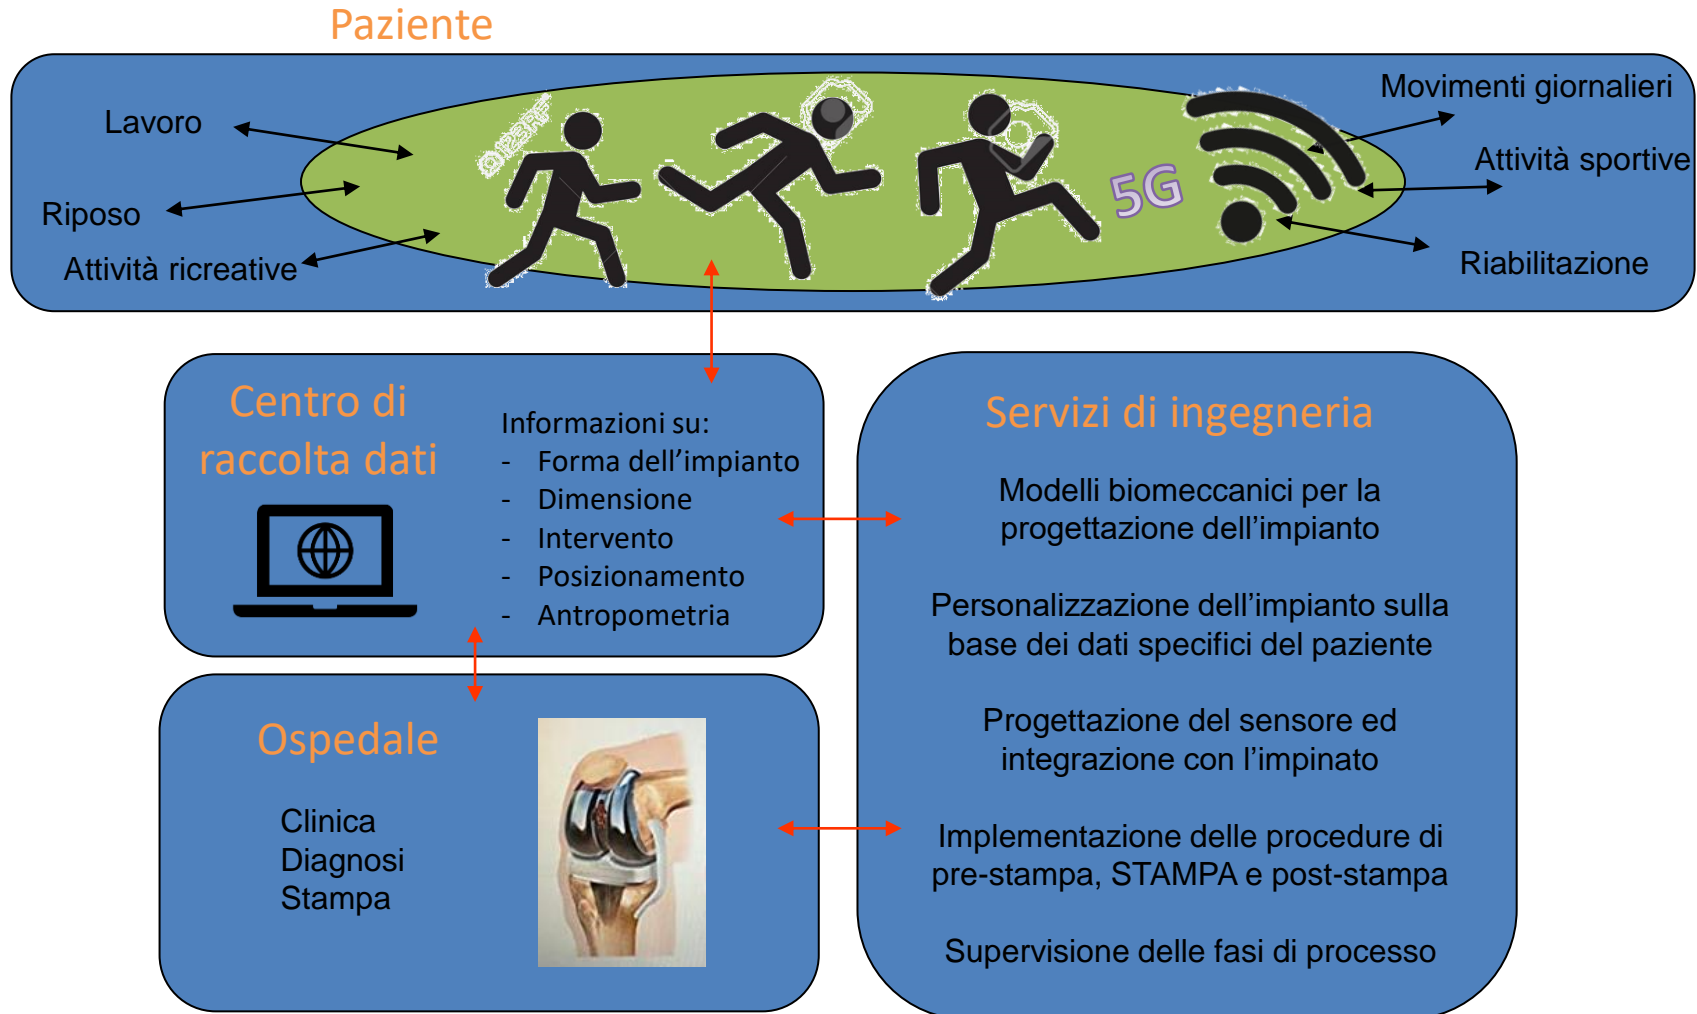 Paziente
Lavoro
Riposo
Attività ricreative
123RF
5G
Movimenti giornalieri
Attività sportive
Riabilitazione
Centro di
raccolta dati
Informazioni su:
- Forma dell’impianto
- Dimensione
- Intervento
- Posizionamento
- Antropometria
Servizi di ingegneria
Modelli biomeccanici per la
progettazione dell’impianto
Personalizzazione dell’impianto sulla
base dei dati specifici del paziente
Progettazione del sensore ed
integrazione con l’impinato
Implementazione delle procedure di
pre-stampa, STAMPA e post-stampa
Supervisione delle fasi di processo
Ospedale
Clinica
Diagnosi
Stampa